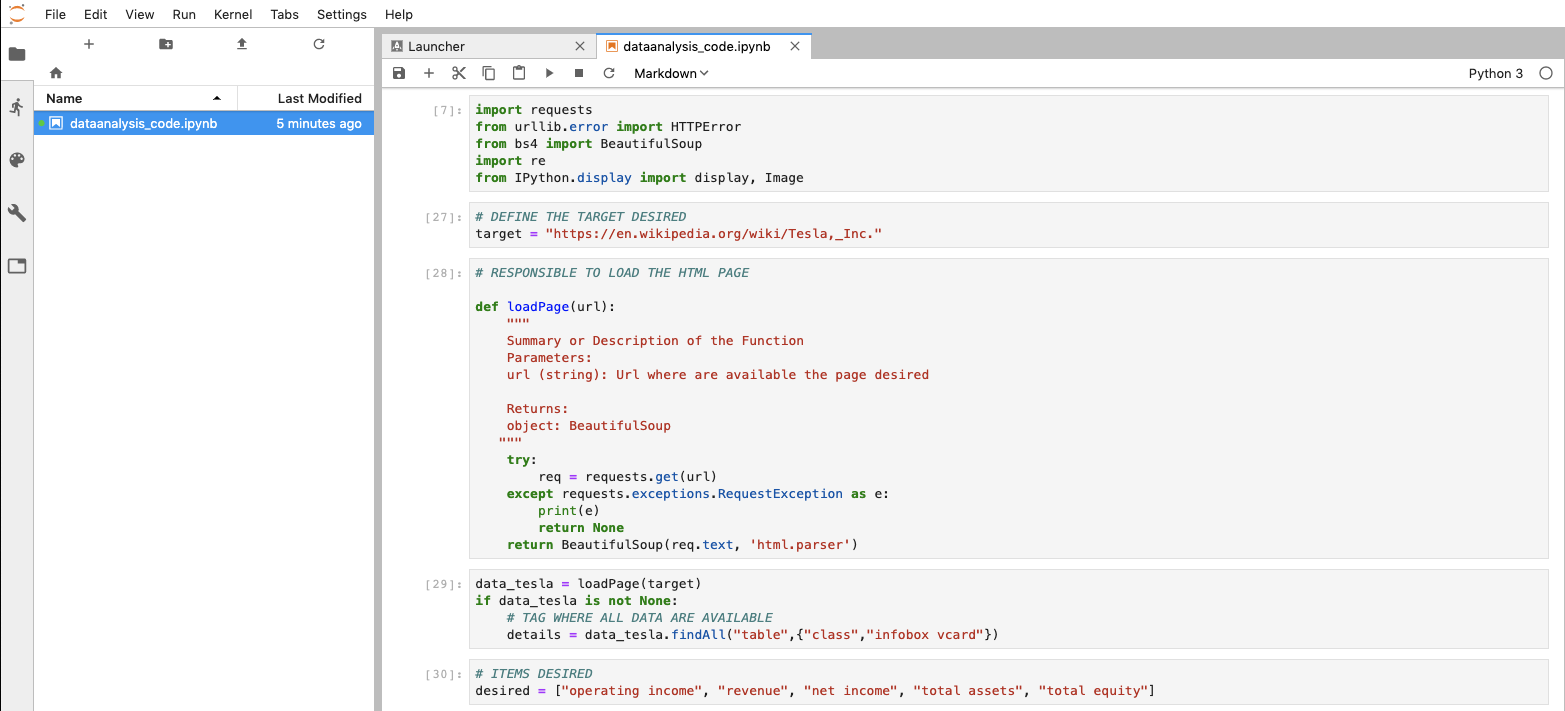 File Edit View Run Kernel Tabs Settings Help
Name Last Modified
dataanalysis_code.ipynb 5 minutes ago
Launcher dataanalysis_code.ipynb
Markdown Python 3
[7]: import requests
from urllib.error import HTTPError
from bs4 import BeautifulSoup
import re
from IPython.display import display, Image
[27]: # DEFINE THE TARGET DESIRED
target = "https://en.wikipedia.org/wiki/Tesla,_Inc."
[28]: # RESPONSIBLE TO LOAD THE HTML PAGE
def loadPage(url):
"""
Summary or Description of the Function
Parameters:
url (string): Url where are available the page desired
Returns:
object: BeautifulSoup
"""
try:
req = requests.get(url)
except requests.exceptions.RequestException as e:
print(e)
return None
return BeautifulSoup(req.text, 'html.parser')
[29]: data_tesla = loadPage(target)
if data_tesla is not None:
# TAG WHERE ALL DATA ARE AVAILABLE
details = data_tesla.findAll("table",{"class","infobox vcard"})
[30]: # ITEMS DESIRED
desired = ["operating income", "revenue", "net income", "total assets", "total equity"]